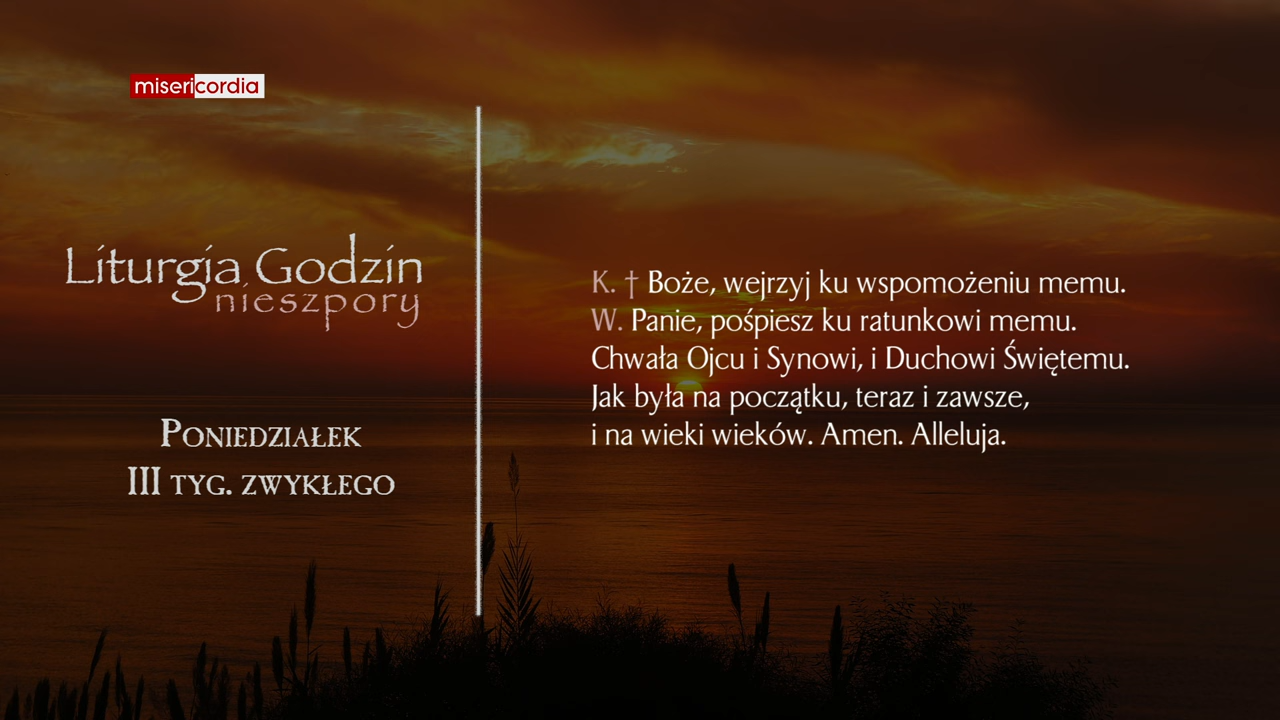 misericordia
Liturgia Godzin
nieszpory
Poniedziałek
III tyg. zwykłego
K. † Boże, wejrzyj ku wspomożeniu memu.
W. Panie, pośpiesz ku ratunkowi memu.
Chwała Ojcu i Synowi, i Duchowi Świętemu.
Jak była na początku, teraz i zawsze,
i na wieki wieków. Amen. Alleluja.